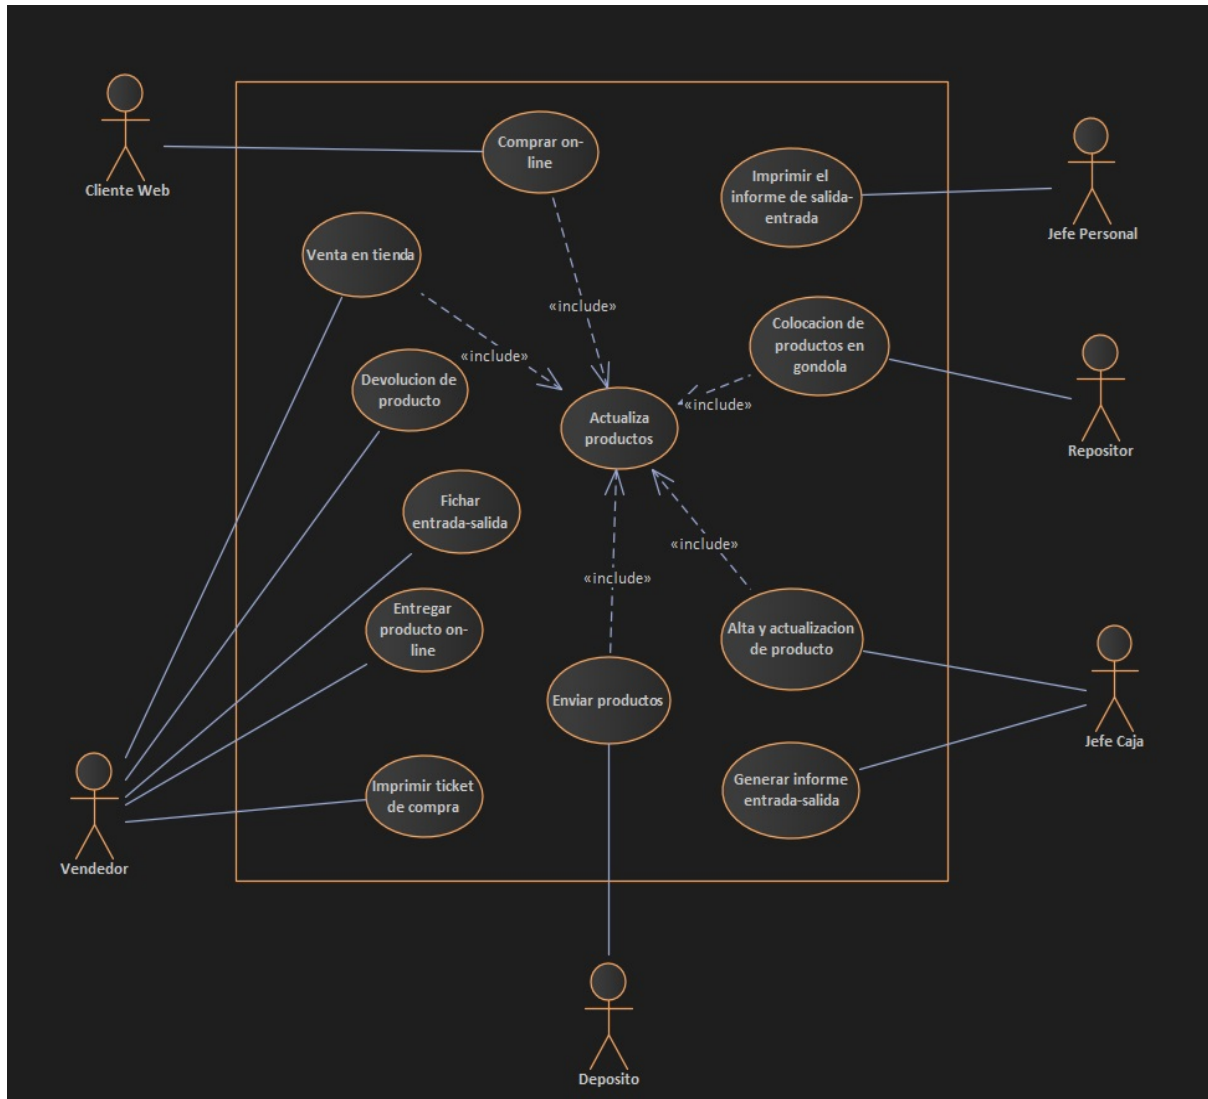 Cliente Web
Comprar on-
line
Imprimir el
informe de salida-
entrada
Jefe Personal
Venta en tienda
«include»
«include»
Colocacion de
productos en
gondola
Devolucion de
producto
«include»
Actualiza
productos
Repositor
Fichar
entrada-salida
«include»
«include»
Entregar
producto on-
line
Alta y actualizacion
de producto
Enviar productos
Jefe Caja
Imprimir ticket
de compra
Generar informe
entrada-salida
Vendedor
Deposito